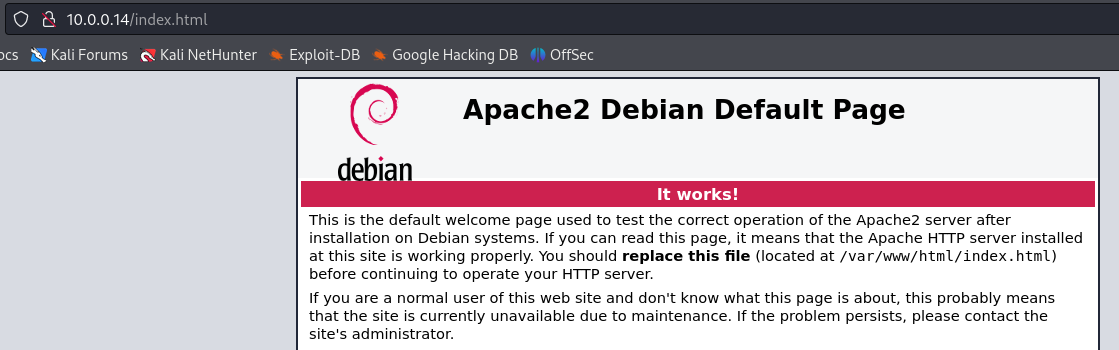 10.0.0.14/index.html
ocs Kali Forums Kali NetHunter Exploit-DB Google Hacking DB OffSec
Apache2 Debian Default Page
debian
It works!
This is the default welcome page used to test the correct operation of the Apache2 server after
installation on Debian systems. If you can read this page, it means that the Apache HTTP server installed
at this site is working properly. You should replace this file (located at /var/www/html/index.html)
before continuing to operate your HTTP server.
If you are a normal user of this web site and don't know what this page is about, this probably means
that the site is currently unavailable due to maintenance. If the problem persists, please contact the
site's administrator.